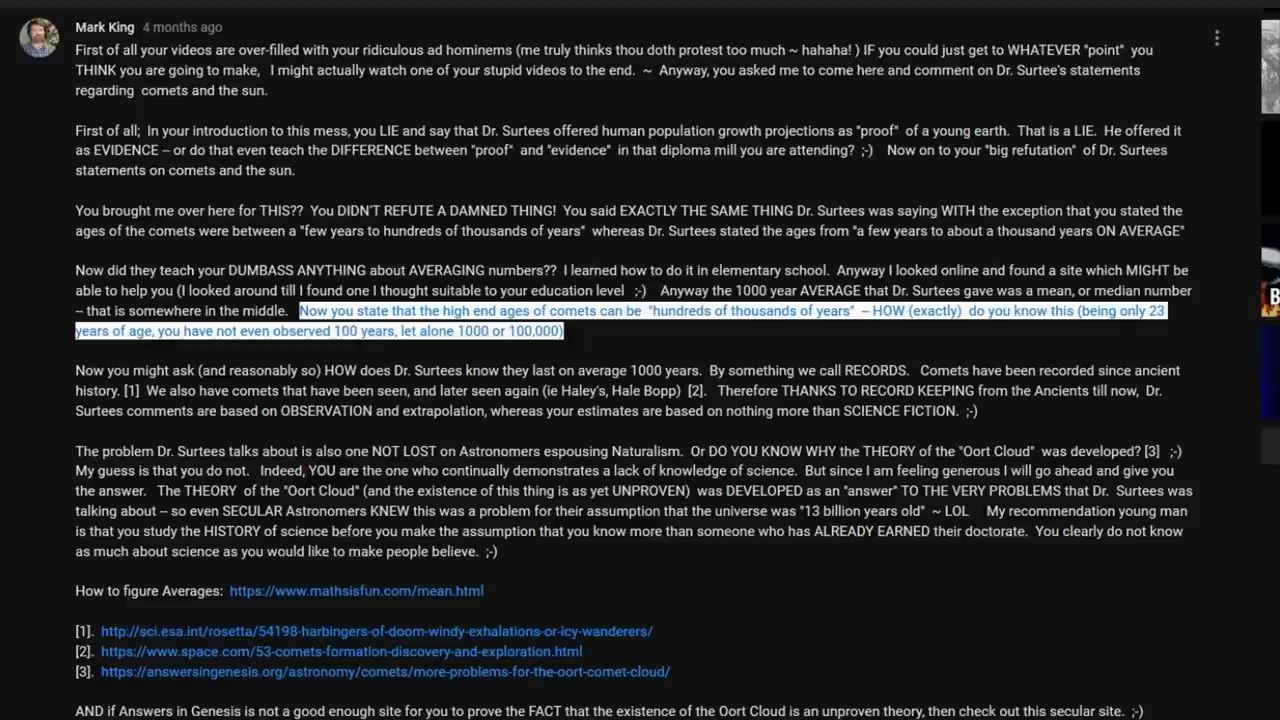 Mark King 4 months ago
First of all your videos are over-filled with your ridiculous ad hominems (me truly thinks thou doth protest too much ~ hahaha! ) IF you could just get to WHATEVER "point" you
THINK you are going to make, I might actually watch one of your stupid videos to the end. ~ Anyway, you asked me to come here and comment on Dr. Surtee's statements
regarding comets and the sun.
First of all; In your introduction to this mess, you LIE and say that Dr. Surtees offered human population growth projections as "proof" of a young earth. That is a LIE. He offered it
as EVIDENCE -- or do that even teach the DIFFERENCE between "proof" and "evidence" in that diploma mill you are attending? ;-) Now on to your "big refutation" of Dr. Surtees
statements on comets and the sun.
You brought me over here for THIS?? You DIDN'T REFUTE A DAMNED THING! You said EXACTLY THE SAME THING Dr. Surtees was saying WITH the exception that you stated the
ages of the comets were between a "few years to hundreds of thousands of years" whereas Dr. Surtees stated the ages from "a few years to about a thousand years ON AVERAGE"
Now did they teach your DUMBASS ANYTHING about AVERAGING numbers?? I learned how to do it in elementary school. Anyway I looked online and found a site which MIGHT be
able to help you (I looked around till I found one I thought suitable to your education level ;-) Anyway the 1000 year AVERAGE that Dr. Surtees gave was a mean, or median number
-- that is somewhere in the middle. Now you state that the high end ages of comets can be "hundreds of thousands of years" -- HOW (exactly) do you know this (being only 23
years of age, you have not even observed 100 years, let alone 1000 or 100,000)
Now you might ask (and reasonably so) HOW does Dr. Surtees know they last on average 1000 years. By something we call RECORDS. Comets have been recorded since ancient
history. [1] We also have comets that have been seen, and later seen again (ie Haley's, Hale Bopp) [2]. Therefore THANKS TO RECORD KEEPING from the Ancients till now, Dr.
Surtees comments are based on OBSERVATION and extrapolation, whereas your estimates are based on nothing more than SCIENCE FICTION. ;-)
The problem Dr. Surtees talks about is also one NOT LOST on Astronomers espousing Naturalism. Or DO YOU KNOW WHY the THEORY of the "Oort Cloud" was developed? [3] ;-)
My guess is that you do not. Indeed, YOU are the one who continually demonstrates a lack of knowledge of science. But since I am feeling generous I will go ahead and give you
the answer. The THEORY of the "Oort Cloud" (and the existence of this thing is as yet UNPROVEN) was DEVELOPED as an "answer" TO THE VERY PROBLEMS that Dr. Surtees was
talking about -- so even SECULAR Astronomers KNEW this was a problem for their assumption that the universe was "13 billion years old" ~ LOL My recommendation young man
is that you study the HISTORY of science before you make the assumption that you know more than someone who has ALREADY EARNED their doctorate. You clearly do not know
as much about science as you would like to make people believe. ;-)
How to figure Averages: https://www.mathsisfun.com/mean.html
[1]. http://sci.esa.int/rosetta/54198-harbingers-of-doom-windy-exhalations-or-icy-wanderers/
[2]. https://www.space.com/53-comets-formation-discovery-and-exploration.html
[3]. https://answersingenesis.org/astronomy/comets/more-problems-for-the-oort-comet-cloud/
AND if Answers in Genesis is not a good enough site for you to prove the FACT that the existence of the Oort Cloud is an unproven theory, then check out this secular site. ;-)